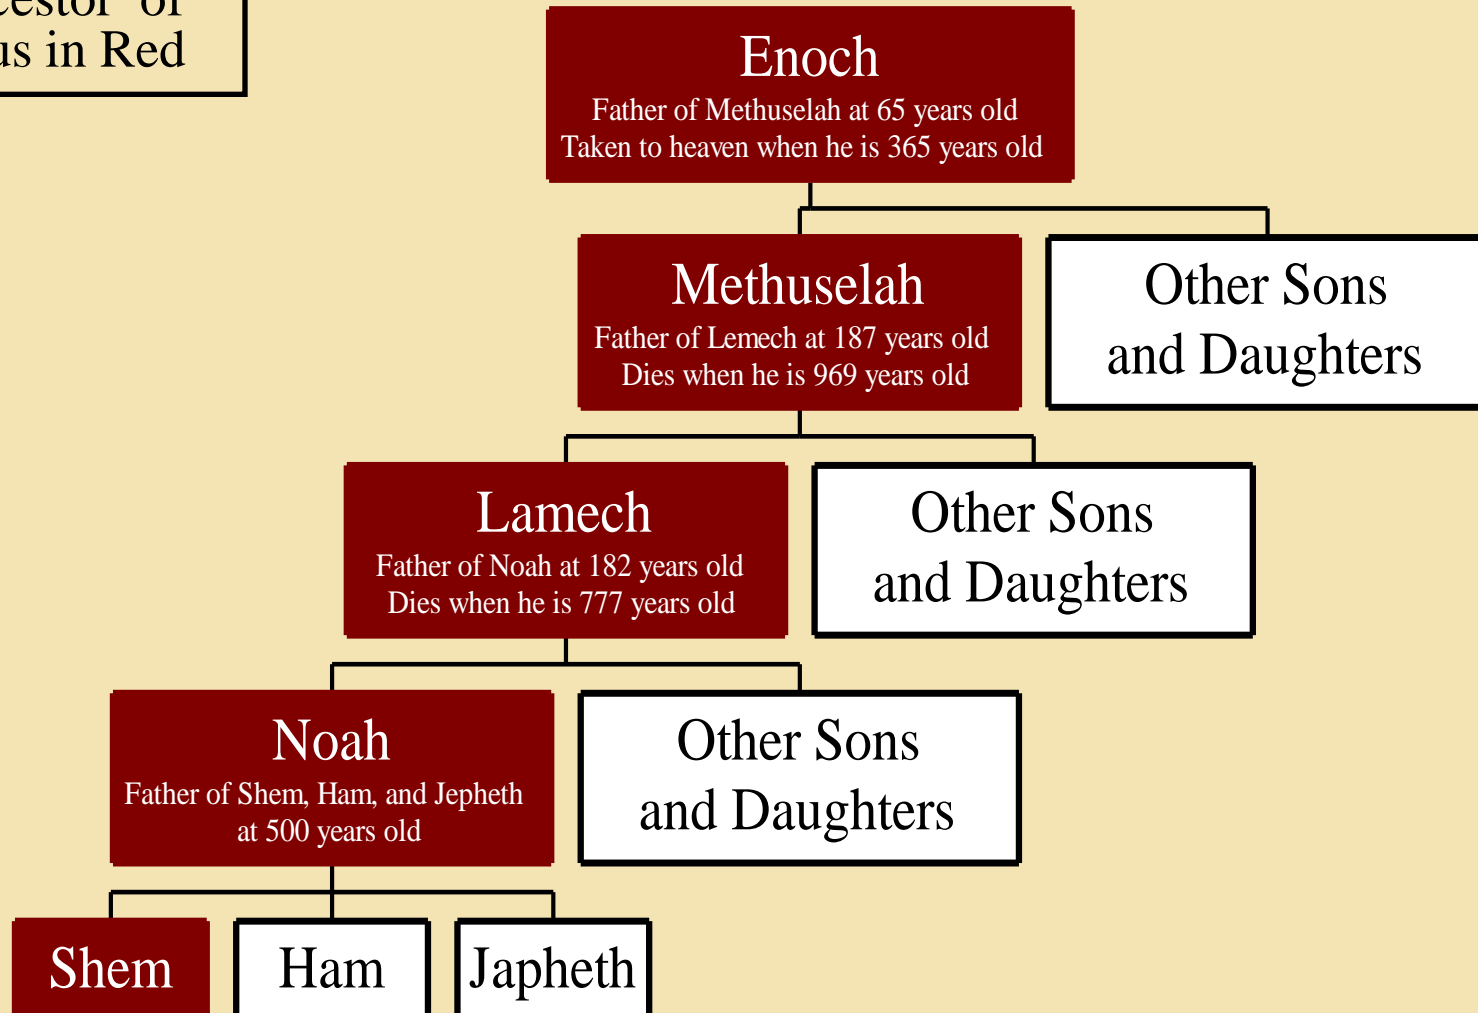 of
us in Red
Enoch
Father of Methuselah at 65 years old
Taken to heaven when he is 365 years old
Methuselah
Father of Lemech at 187 years old
Dies when he is 969 years old
Other Sons
and Daughters
Lamech
Father of Noah at 182 years old
Dies when he is 777 years old
Other Sons
and Daughters
Noah
Father of Shem, Ham, and Jepheth
at 500 years old
Other Sons
and Daughters
Shem
Ham
Japheth